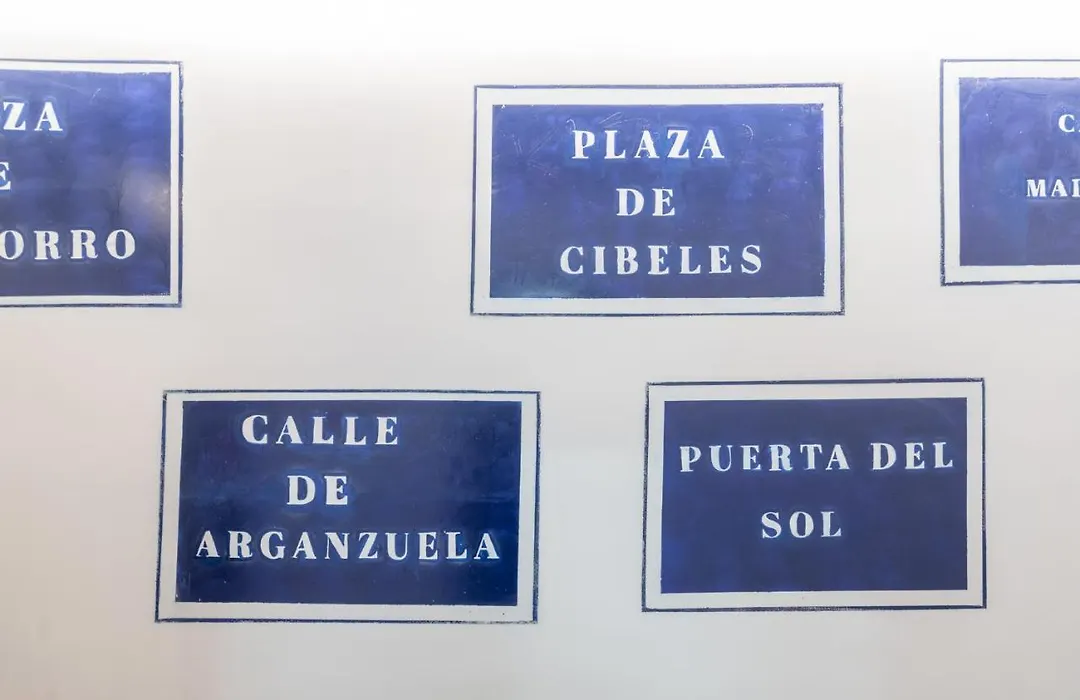 PLAZA
DE
CIBELES
CALLE
DE
ARGANZUELA
PUERTA DEL
SOL